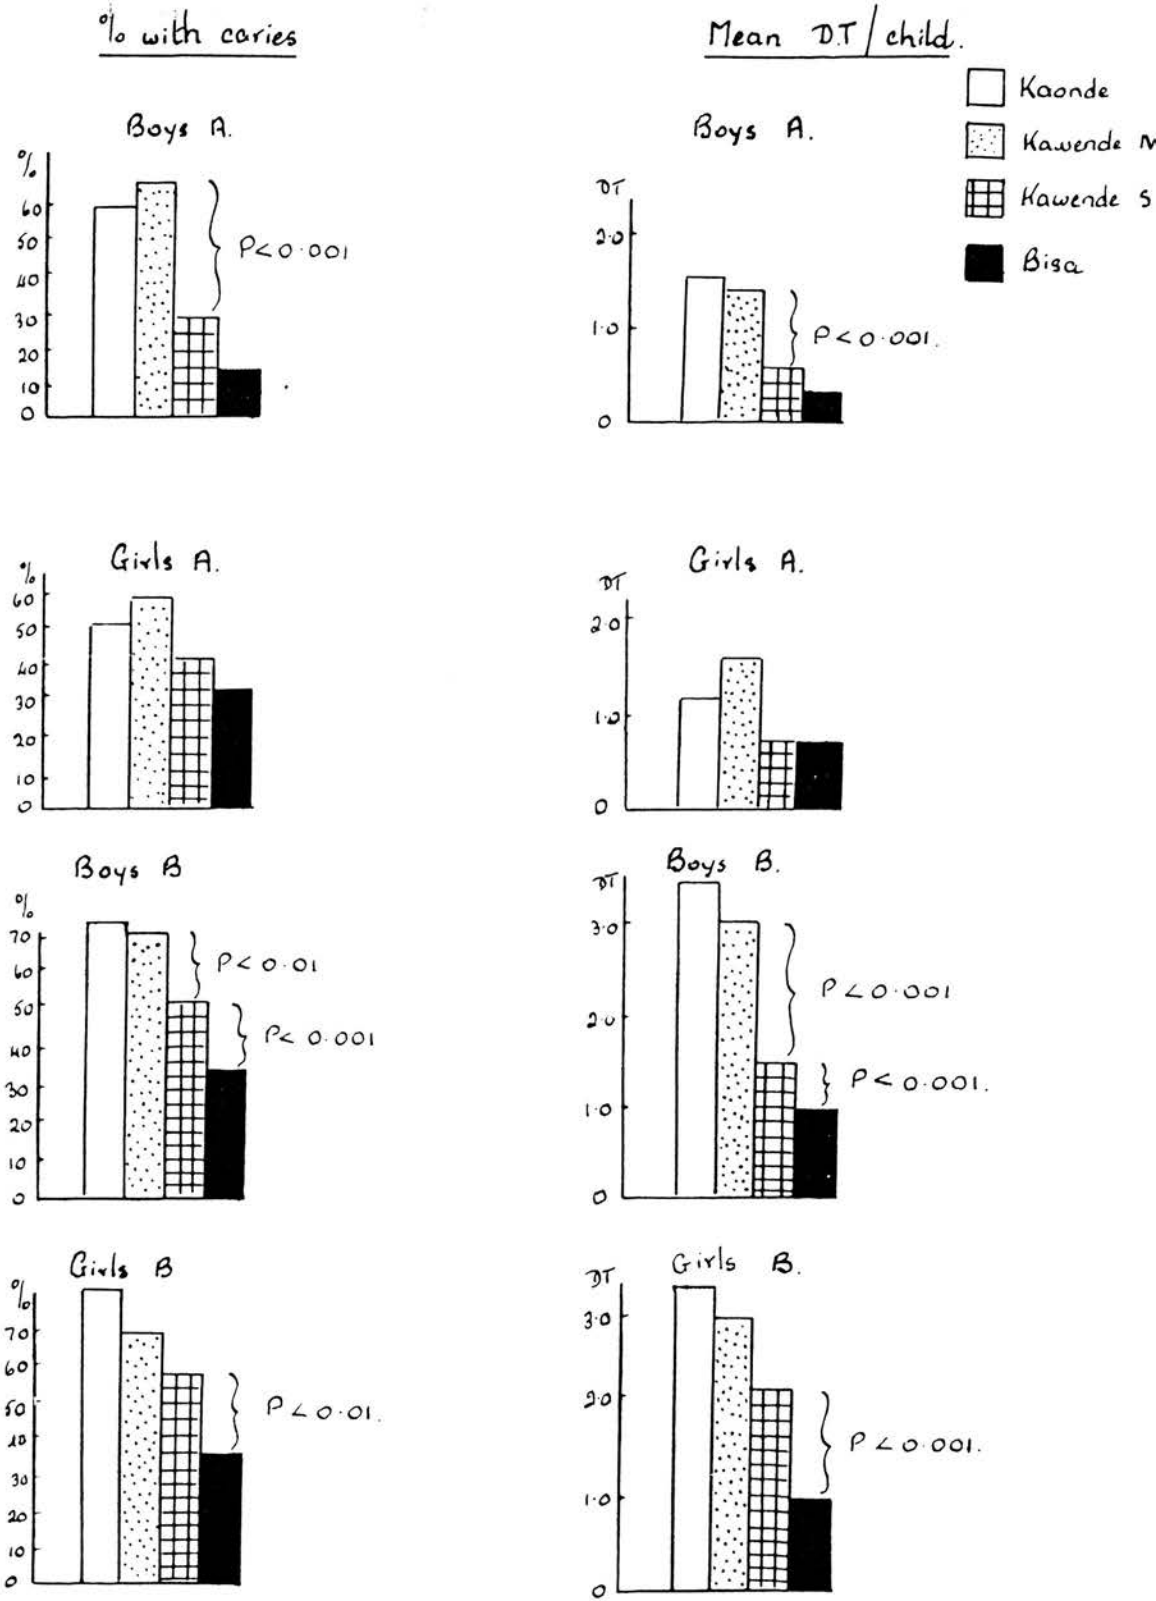 % with caries
Mean DT/child.
Kaonde
Kawende N
Kawende S
Bisa
Boys A.
%
60
50
40
30
20
10
0
P<0.001
Boys A.
DT
2.0
1.0
0
P<0.001.
Girls A.
%
60
50
40
30
20
10
0
Girls A.
DT
2.0
1.0
0
Boys B
%
70
60
50
40
30
20
10
0
P<0.01
P<0.001
Boys B.
DT
3.0
2.0
1.0
0
P<0.001
P<0.001.
Girls B
%
70
60
50
40
30
20
10
0
P<0.01.
Girls B.
DT
3.0
2.0
1.0
0
P<0.001.